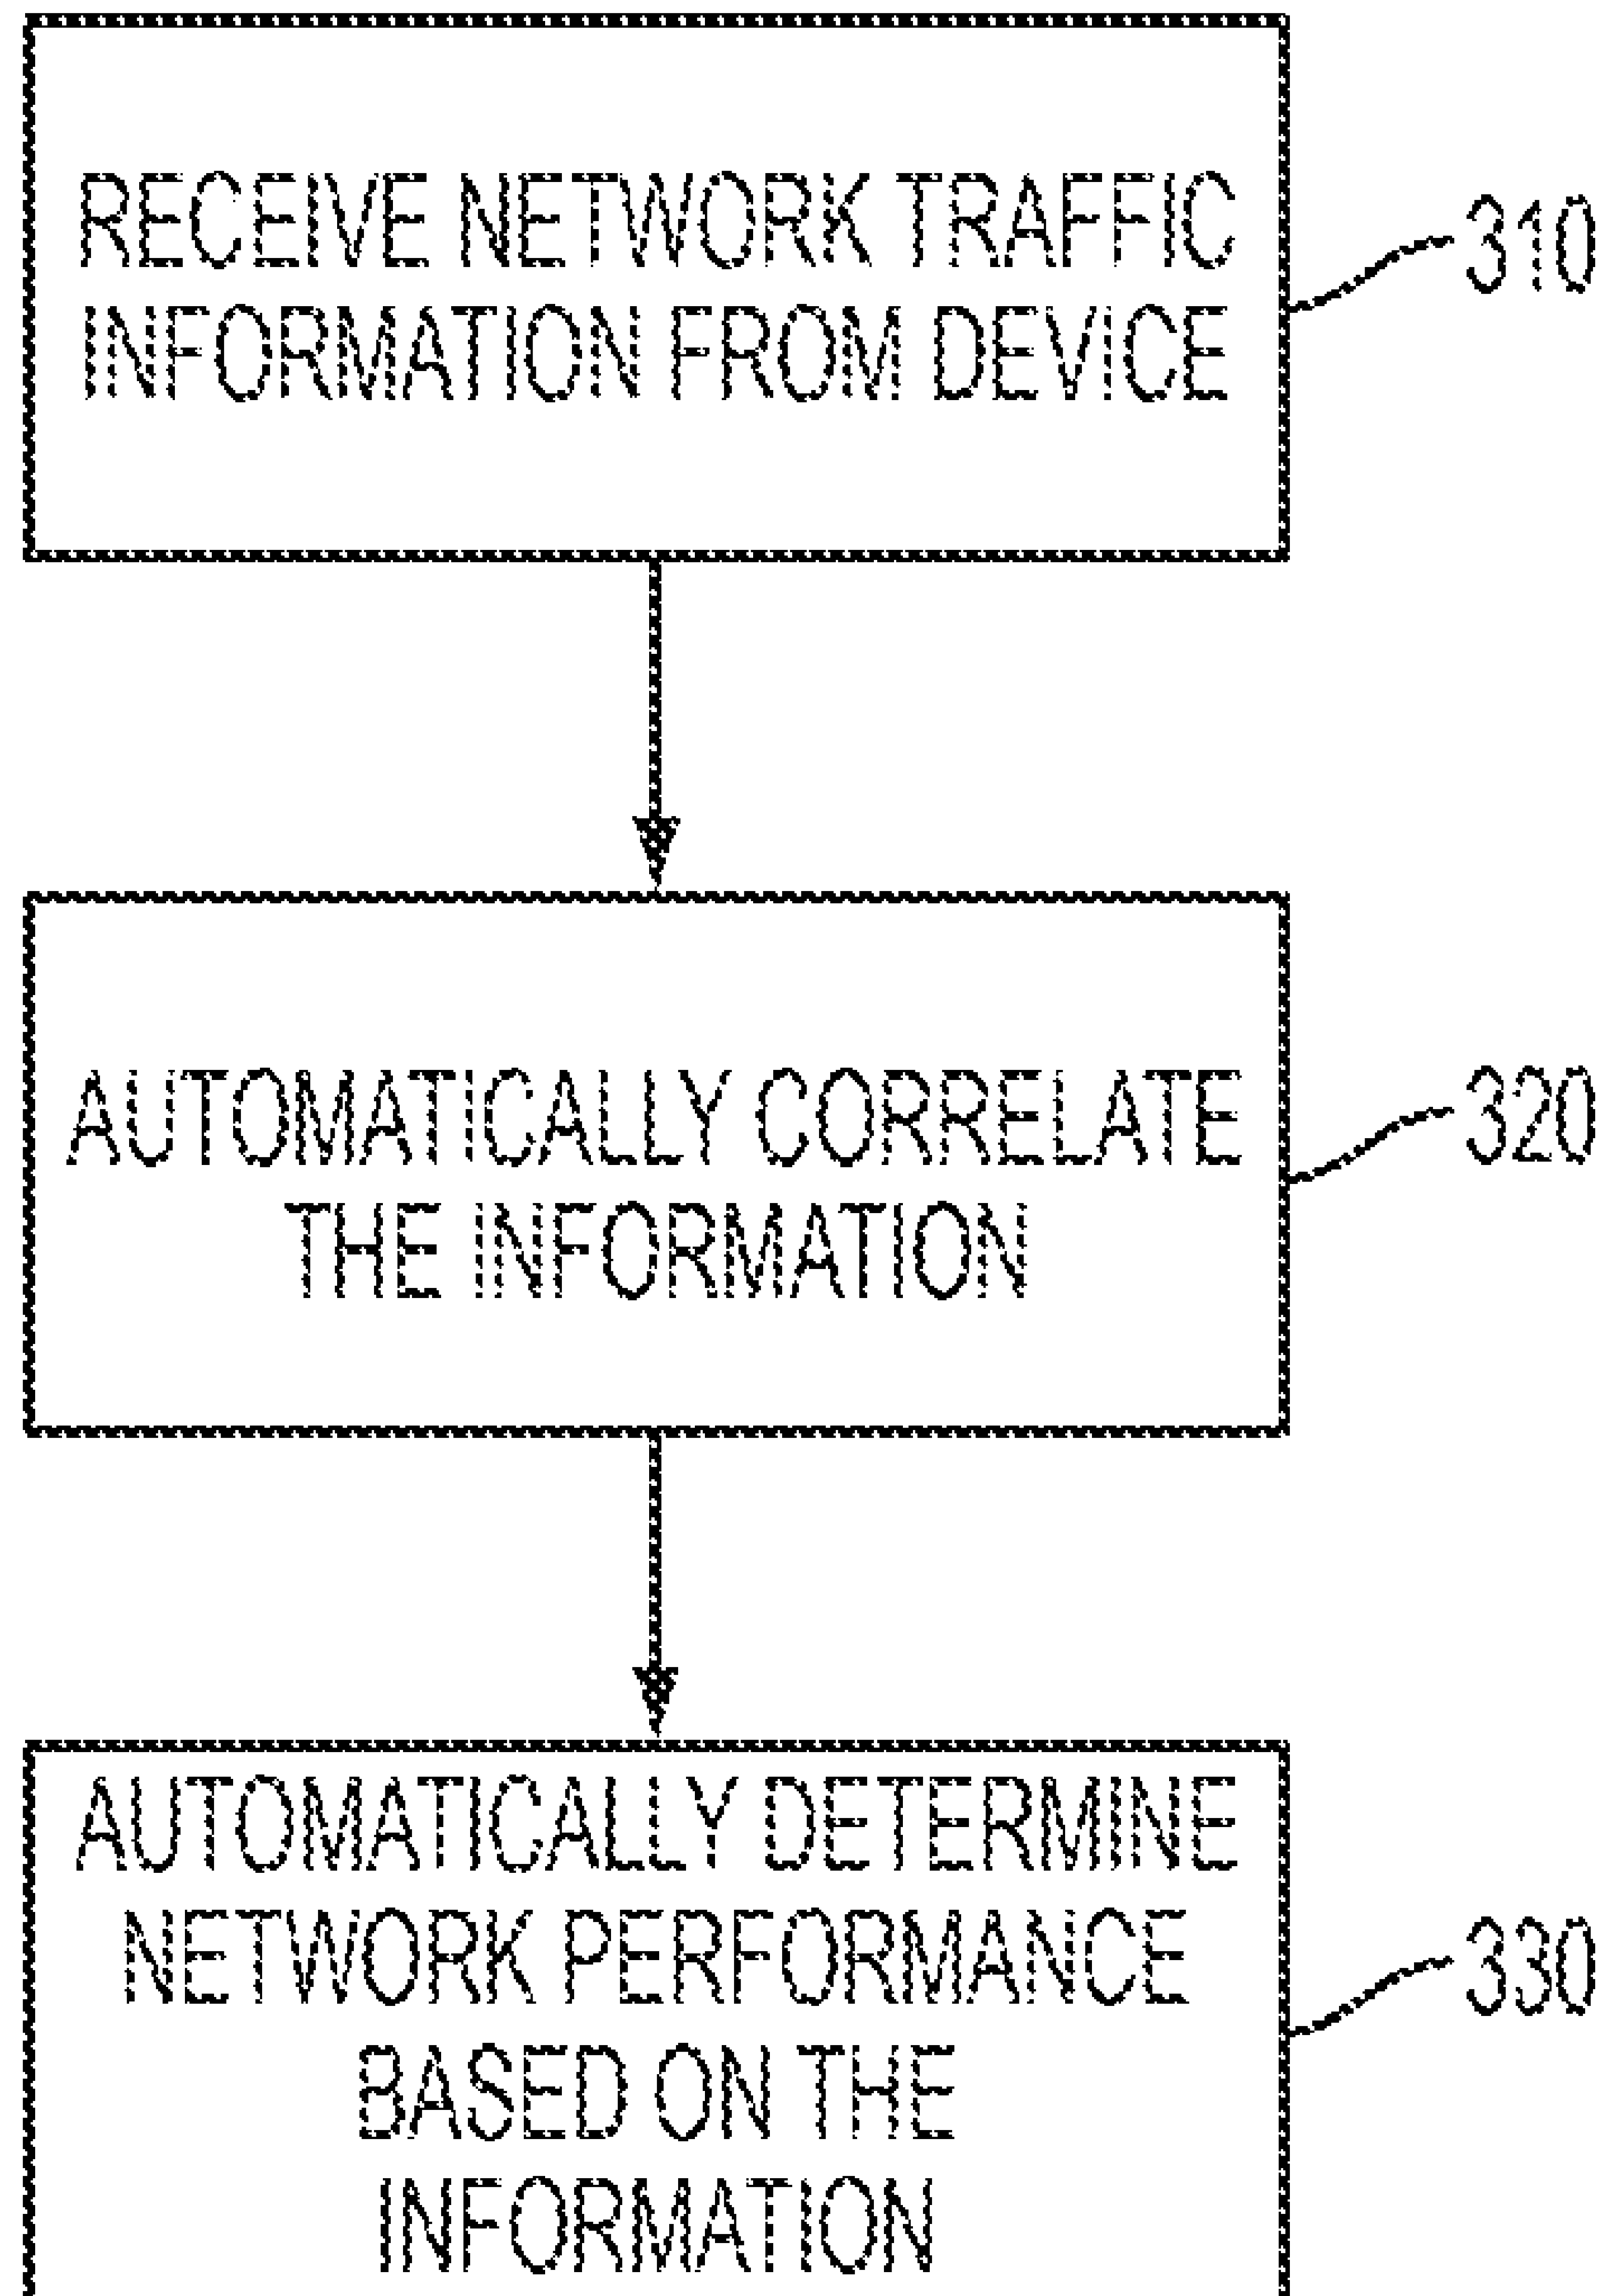 RECEIVE NETWORK TRAFFIC
INFORMATION FROM DEVICE
310
AUTOMATICALLY CORRELATE
THE INFORMATION
320
AUTOMATICALLY DETERMINE
NETWORK PERFORMANCE
BASED ON THE
INFORMATION
330